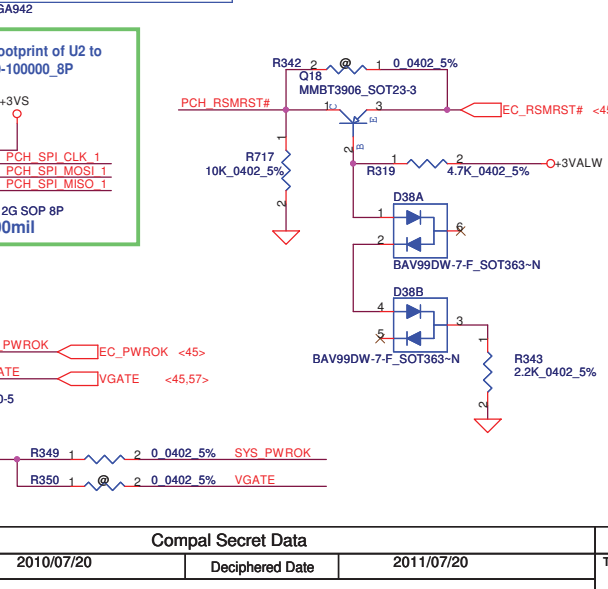 GA942
ootprint of U2 to
0-100000_8P
+3VS
PCH_SPI_CLK_1
PCH_SPI_MOSI_1
PCH_SPI_MISO_1
2G SOP 8P
00mil
R342 2 @ 1 0_0402_5%
Q18
MMBT3906_SOT23-3
PCH_RSMRST# 1 C 3 E EC_RSMRST# <45
2 B
1
R717
10K_0402_5%
2
R319 1 2 4.7K_0402_5% +3VALW
D38A
1
2 6
BAV99DW-7-F_SOT363~N
D38B
4
3
5
BAV99DW-7-F_SOT363~N
1
R343
2.2K_0402_5%
2
PWROK EC_PWROK <45>
ATE VGATE <45,57>
0-5
R349 1 2 0_0402_5% SYS_PWROK
R350 1 @ 2 0_0402_5% VGATE
Compal Secret Data
2010/07/20 Deciphered Date 2011/07/20
T